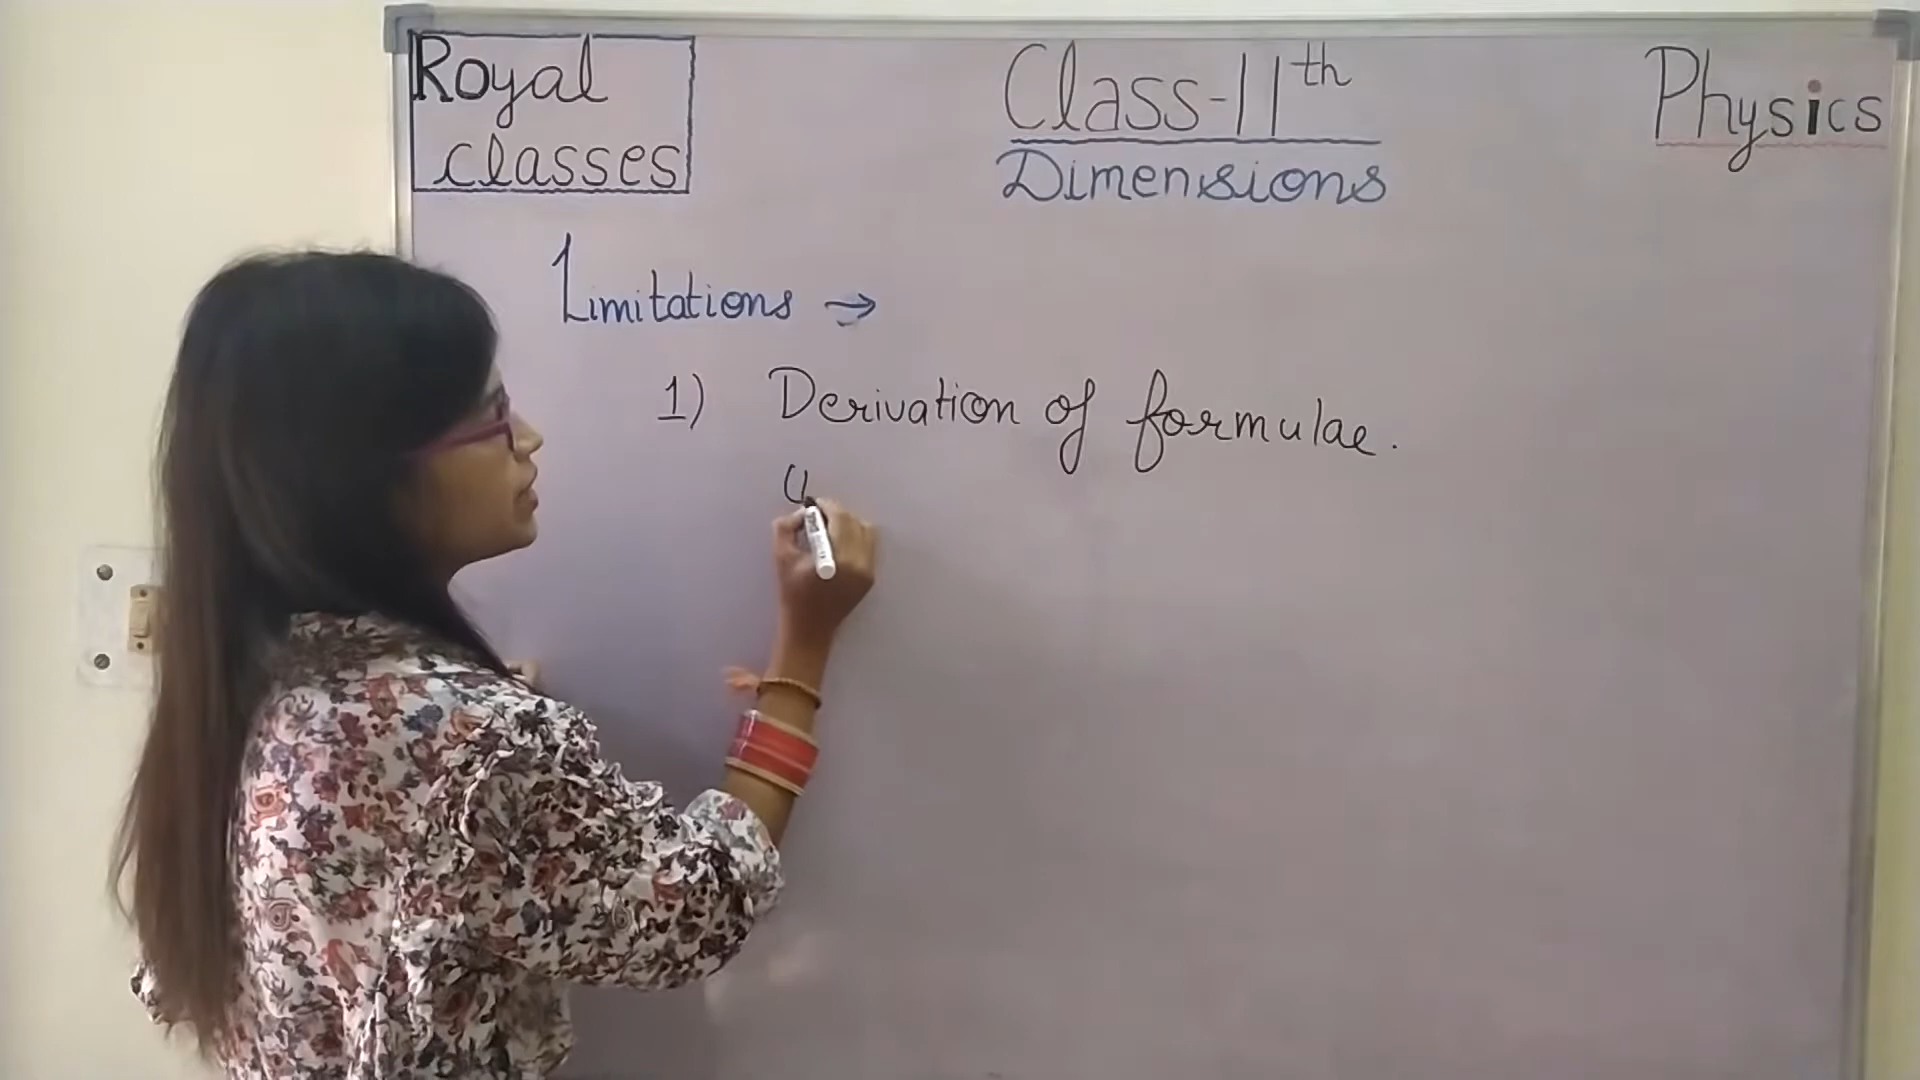 Royal
classes
Class-11th
Dimensions
Physics
Limitations →
1) Derivation of formulae.